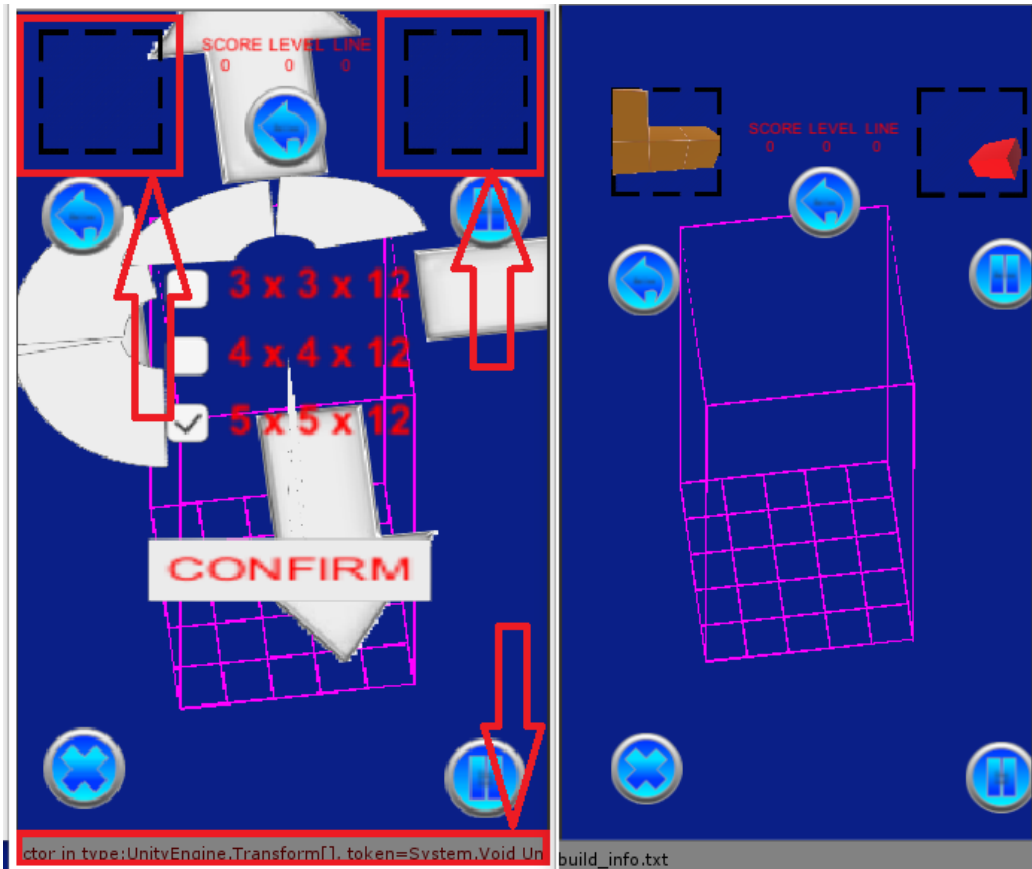 SCORE LEVEL LINE
0 0 0
3 x 3 x 12
4 x 4 x 12
5 x 5 x 12
CONFIRM
ctor in type:UnityEngine.Transform[], token=System.Void Un
SCORE LEVEL LINE
0 0 0
build_info.txt